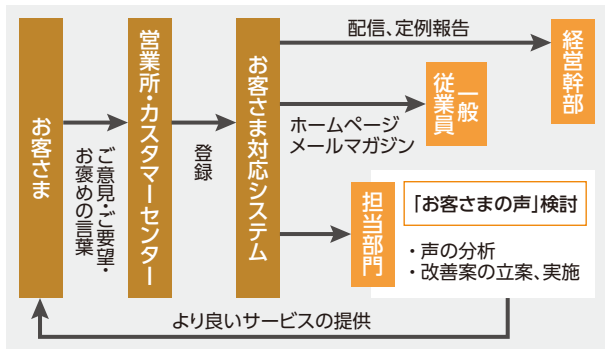 お客さま
ご意見・ご要望・
お褒めの言葉
営業所・カスタマーセンター
登録
お客さま対応システム
配信、定例報告
経営幹部
ホームページ
メールマガジン
一般
従業員
担当部門
「お客さまの声」検討
・声の分析
・改善案の立案、実施
より良いサービスの提供